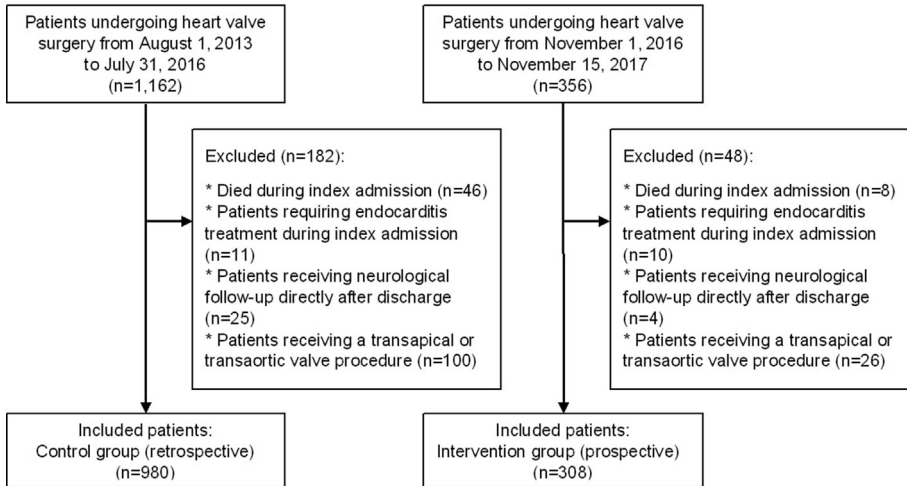 Patients undergoing heart valve
surgery from August 1, 2013
to July 31, 2016
(n=1,162)
Excluded (n=182):
* Died during index admission (n=46)
* Patients requiring endocarditis
treatment during index admission
(n=11)
* Patients receiving neurological
follow-up directly after discharge
(n=25)
* Patients receiving a transapical or
transaortic valve procedure (n=100)
Included patients:
Control group (retrospective)
(n=980)
Patients undergoing heart valve
surgery from November 1, 2016
to November 15, 2017
(n=356)
Excluded (n=48):
* Died during index admission (n=8)
* Patients requiring endocarditis
treatment during index admission
(n=10)
* Patients receiving neurological
follow-up directly after discharge
(n=4)
* Patients receiving a transapical or
transaortic valve procedure (n=26)
Included patients:
Intervention group (prospective)
(n=308)